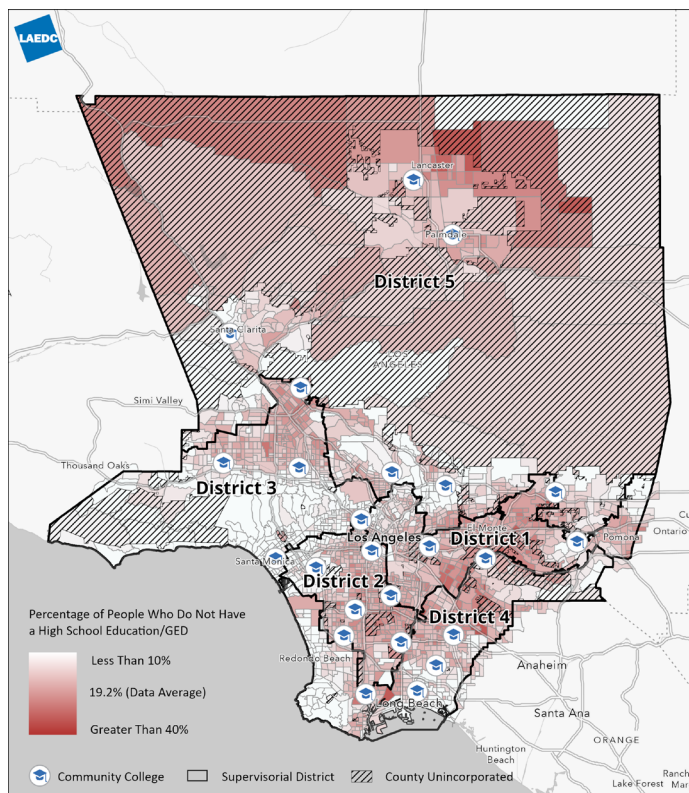 LAEDC
Lancaster
Palmdale
District 5
Santa Clarita
LOS
ANGELES
Simi Valley
Thousand Oaks
District 3
El Monte
Los Angeles
District 1
Pomona
Ontario
Santa Monica
District 2
District 4
Redondo Beach
Long Beach
Anaheim
Santa Ana
ORANGE
Huntington
Beach
Lake Forest
Percentage of People Who Do Not Have
a High School Education/GED
Less Than 10%
19.2% (Data Average)
Greater Than 40%
Community College
Supervisorial District
County Unincorporated